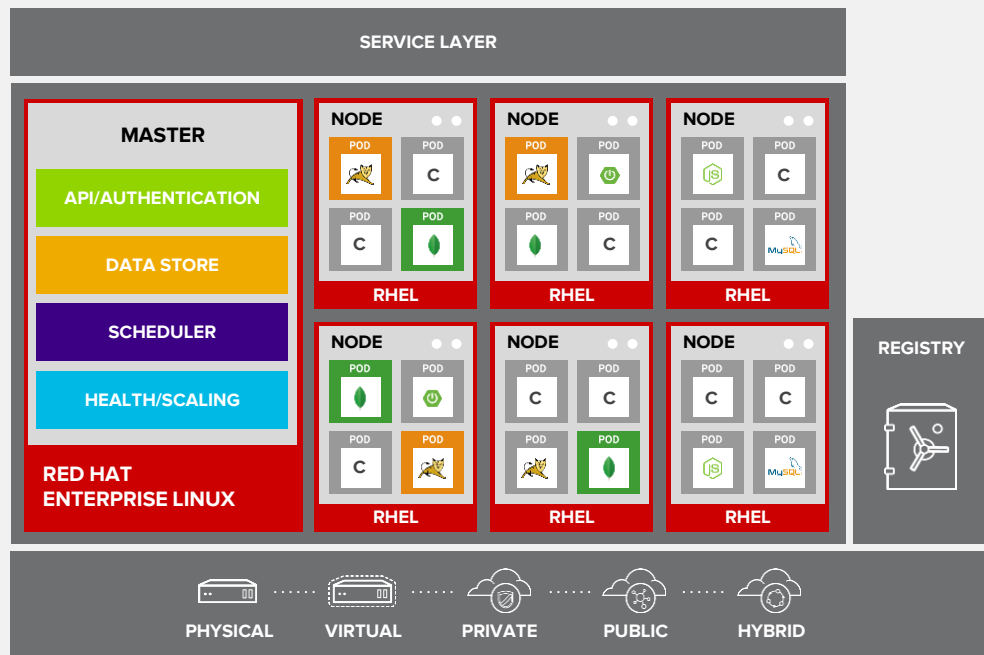 SERVICE LAYER
MASTER
API/AUTHENTICATION
DATA STORE
SCHEDULER
HEALTH/SCALING
RED HAT
ENTERPRISE LINUX
NODE
POD POD
C
POD POD
C
RHEL
NODE
POD POD
POD POD
C
RHEL
NODE
POD POD
JS C
POD POD
C MySQL
RHEL
NODE
POD POD
POD POD
C
RHEL
NODE
POD POD
C C
POD POD
RHEL
NODE
POD POD
C C
POD POD
JS MySQL
RHEL
REGISTRY
PHYSICAL VIRTUAL PRIVATE PUBLIC HYBRID